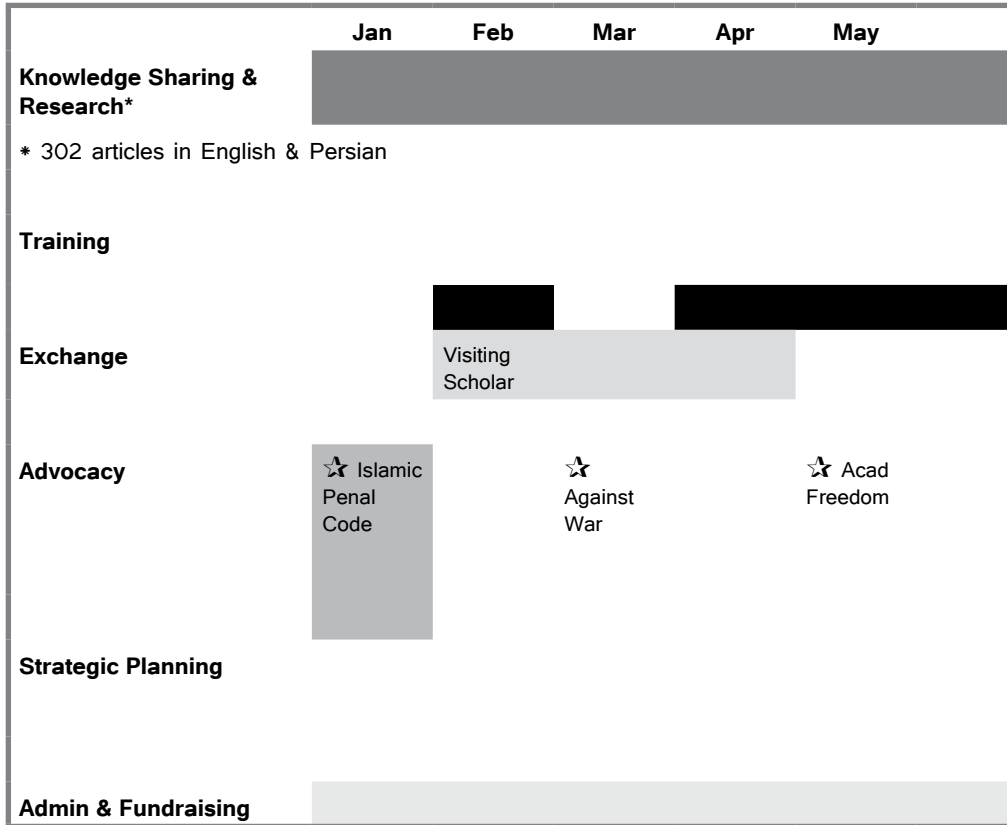 Jan Feb Mar Apr May
Knowledge Sharing &
Research*
* 302 articles in English & Persian
Training
Exchange
Visiting
Scholar
Advocacy
☆ Islamic
Penal
Code
☆
Against
War
☆ Acad
Freedom
Strategic Planning
Admin & Fundraising